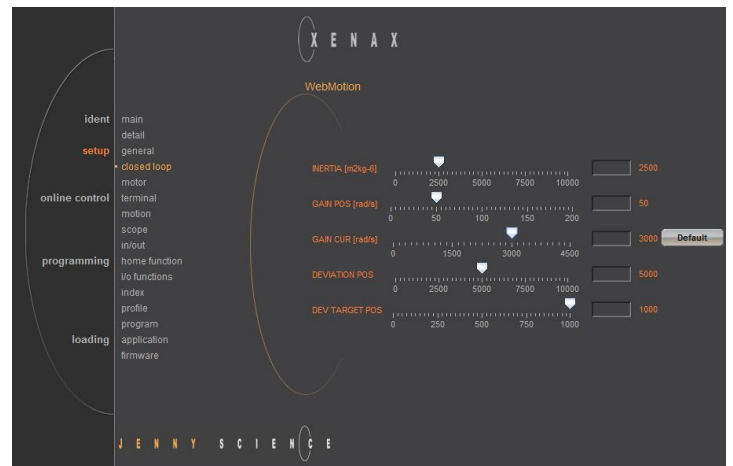 XENAX
WebMotion
ident main
detail
setup general
closed loop
motor
online control terminal
motion
scope
in/out
programming home function
i/o functions
index
profile
program
loading application
firmware
INERTIA [m2kg-6] 2500
0 2500 5000 7500 10000
GAIN POS [rad/s] 50
0 50 100 150 200
GAIN CUR [rad/s] 3000 Default
0 1500 3000 4500
DEVIATION POS 5000
0 2500 5000 7500 10000
DEV TARGET POS 1000
0 250 500 750 1000
JENNY SCIENCE